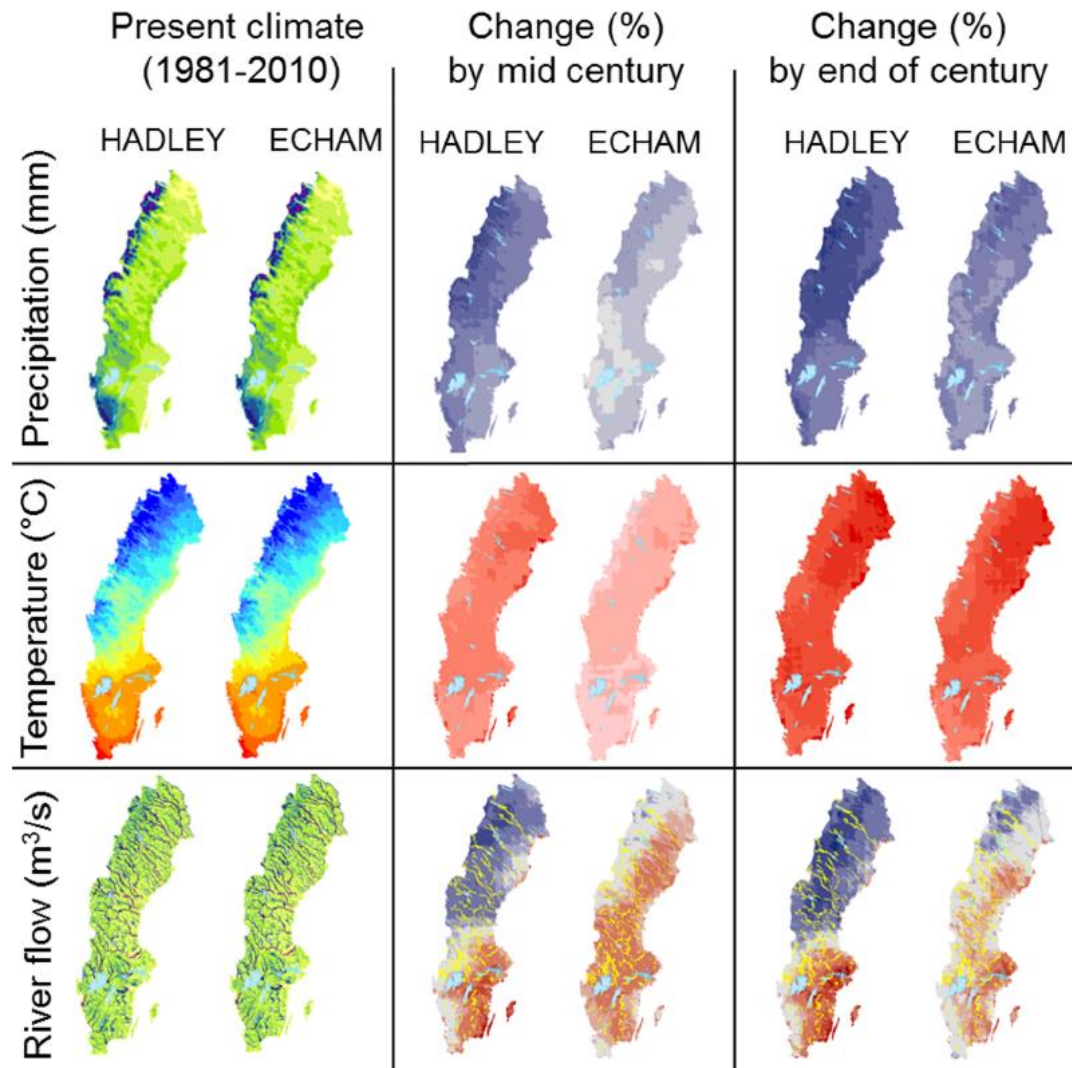 Present climate
(1981-2010)
Change (%)
by mid century
Change (%)
by end of century
HADLEY
ECHAM
HADLEY
ECHAM
HADLEY
ECHAM
Precipitation (mm)
Temperature (°C)
River flow (m³/s)